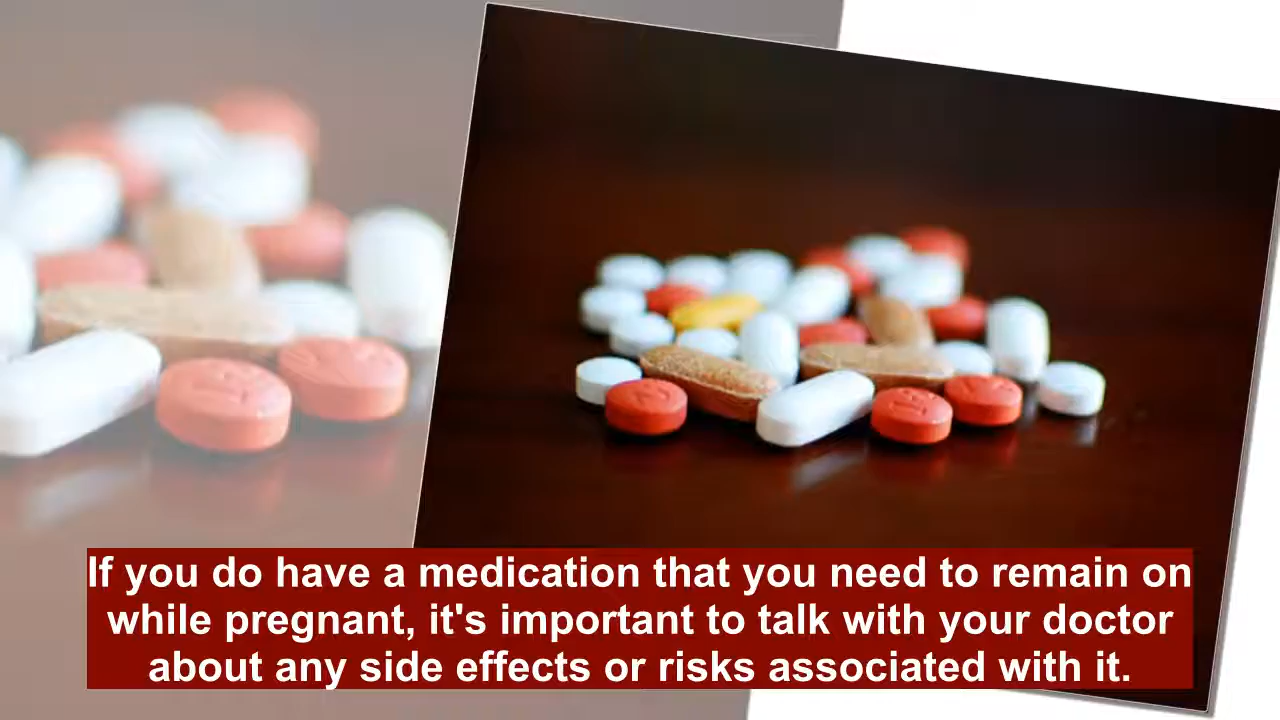 If you do have a medication that you need to remain on
while pregnant, it's important to talk with your doctor
about any side effects or risks associated with it.